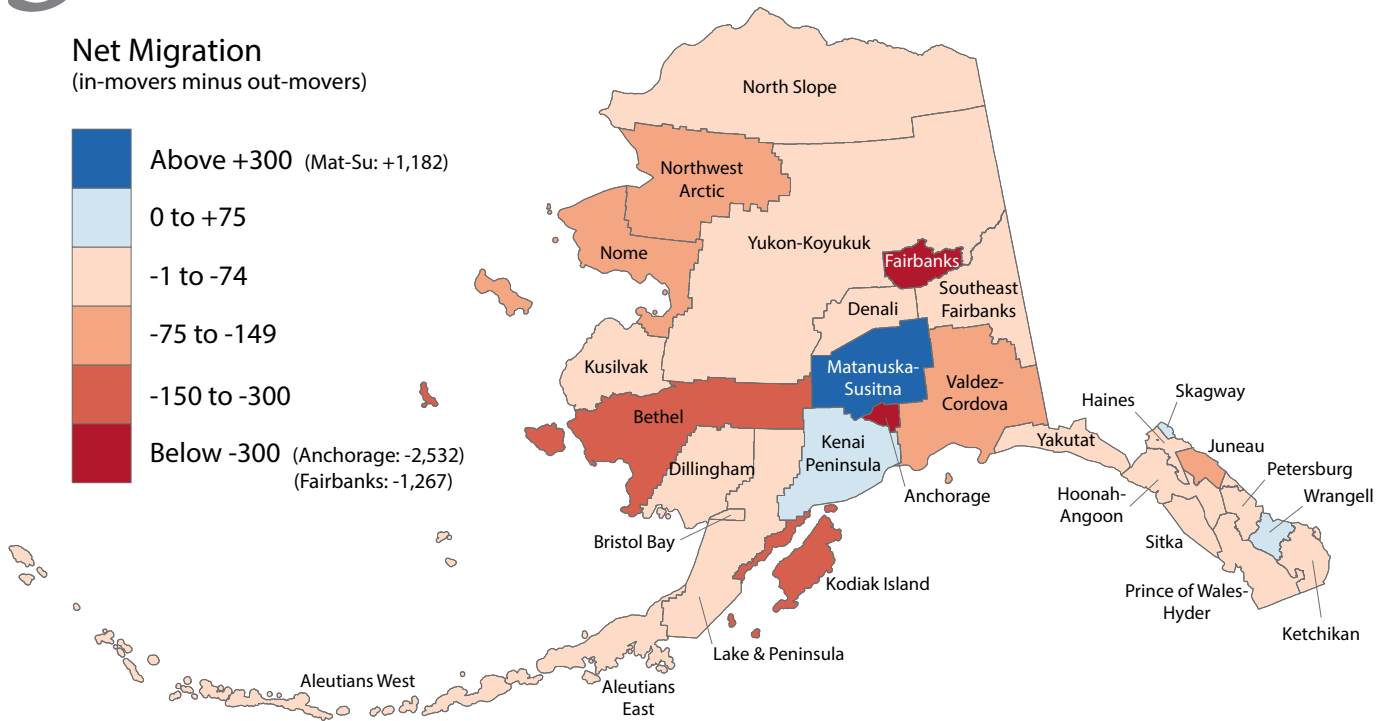 Net Migration
(in-movers minus out-movers)
Above +300 (Mat-Su: +1,182)
0 to +75
-1 to -74
-75 to -149
-150 to -300
Below -300 (Anchorage: -2,532)
(Fairbanks: -1,267)
North Slope
Northwest
Arctic
Nome
Yukon-Koyukuk
Fairbanks
Southeast
Fairbanks
Denali
Kusilvak
Matanuska-
Susitna
Valdez-
Cordova
Bethel
Kenai
Peninsula
Dillingham
Anchorage
Bristol Bay
Kodiak Island
Lake & Peninsula
Aleutians West
Aleutians
East
Yakutat
Haines
Skagway
Juneau
Petersburg
Wrangell
Hoonah-
Angoon
Sitka
Prince of Wales-
Hyder
Ketchikan